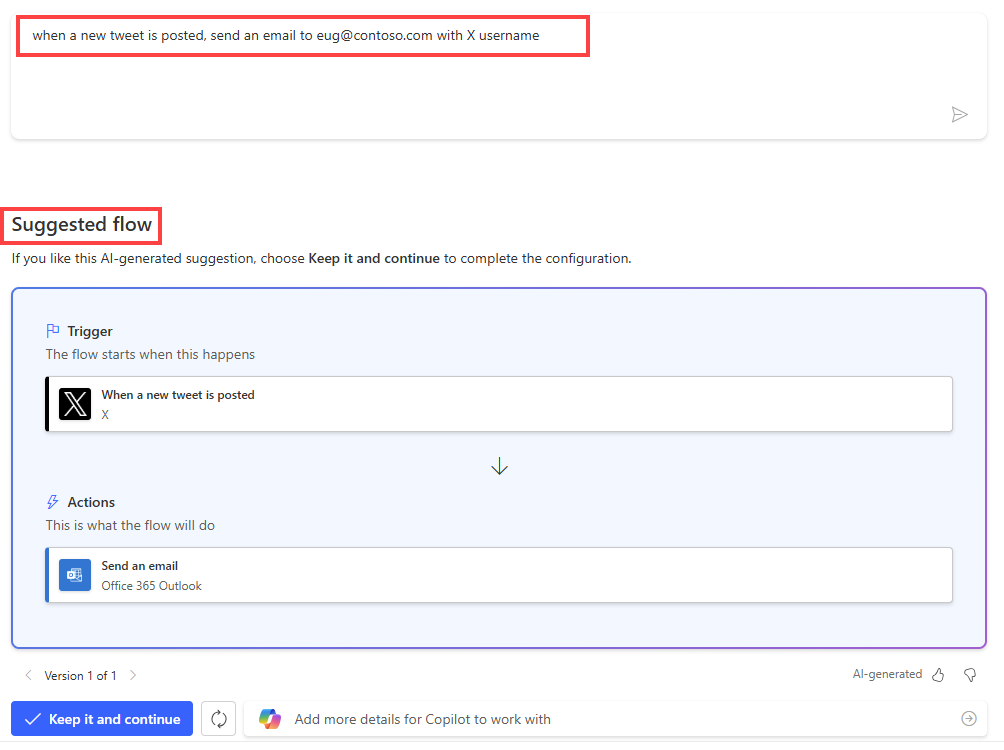 when a new tweet is posted, send an email to eug@contoso.com with X username
Suggested flow
If you like this AI-generated suggestion, choose Keep it and continue to complete the configuration.
Trigger
The flow starts when this happens
When a new tweet is posted
X
Actions
This is what the flow will do
Send an email
Office 365 Outlook
Version 1 of 1
AI-generated
Keep it and continue
Add more details for Copilot to work with